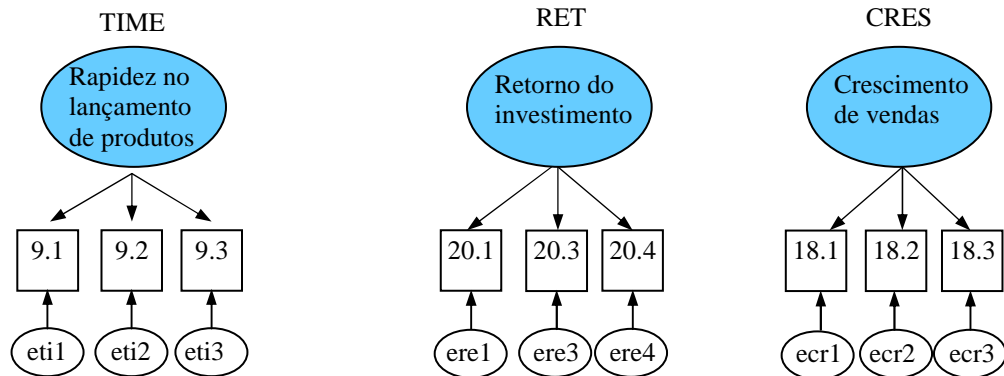 TIME
Rapidez no
lançamento
de produtos
9.1
9.2
9.3
eti1
eti2
eti3
RET
Retorno do
investimento
20.1
20.3
20.4
ere1
ere3
ere4
CRES
Crescimento
de vendas
18.1
18.2
18.3
ecr1
ecr2
ecr3